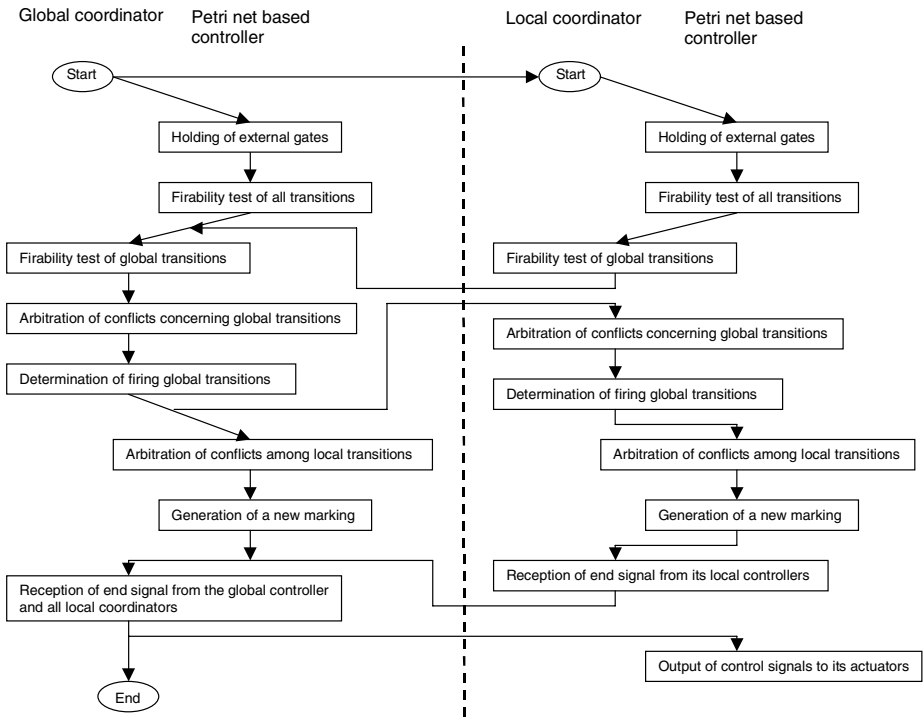 Global coordinator
Petri net based
controller
Local coordinator
Petri net based
controller
Start
Start
Holding of external gates
Holding of external gates
Firability test of all transitions
Firability test of all transitions
Firability test of global transitions
Firability test of global transitions
Arbitration of conflicts concerning global transitions
Arbitration of conflicts concerning global transitions
Determination of firing global transitions
Determination of firing global transitions
Arbitration of conflicts among local transitions
Arbitration of conflicts among local transitions
Generation of a new marking
Generation of a new marking
Reception of end signal from the global controller
and all local coordinators
Reception of end signal from its local controllers
Output of control signals to its actuators
End